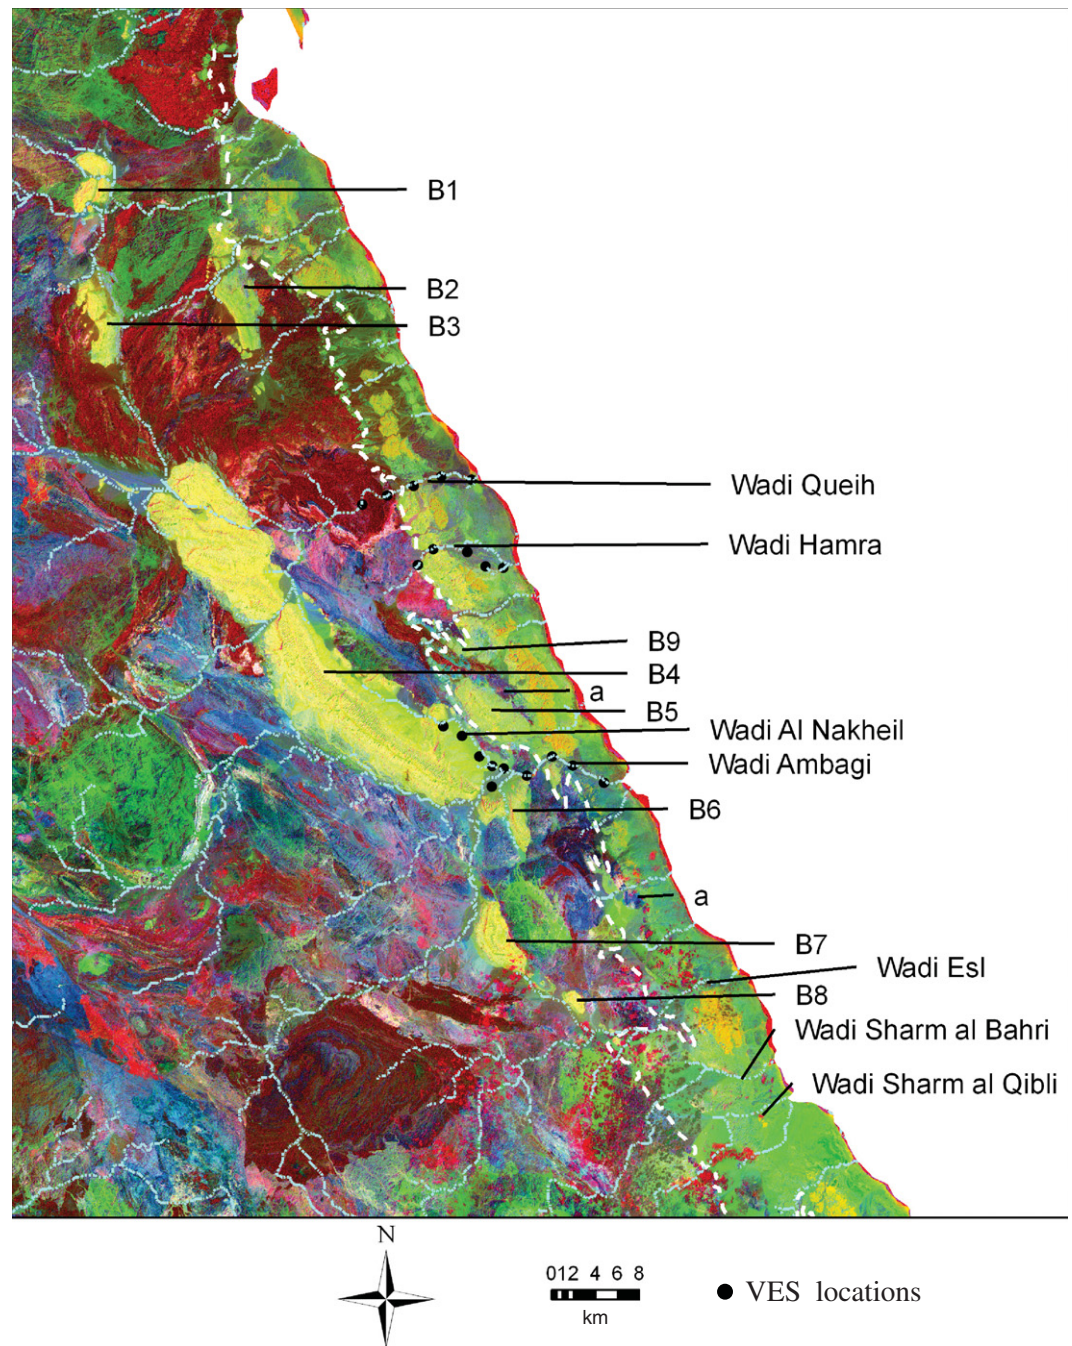 B1
B2
B3
Wadi Queih
Wadi Hamra
B9
B4
a
B5
Wadi Al Nakheil
Wadi Ambagi
B6
a
B7
Wadi Esl
B8
Wadi Sharm al Bahri
Wadi Sharm al Qibli
N
012 4 6 8
km
VES locations